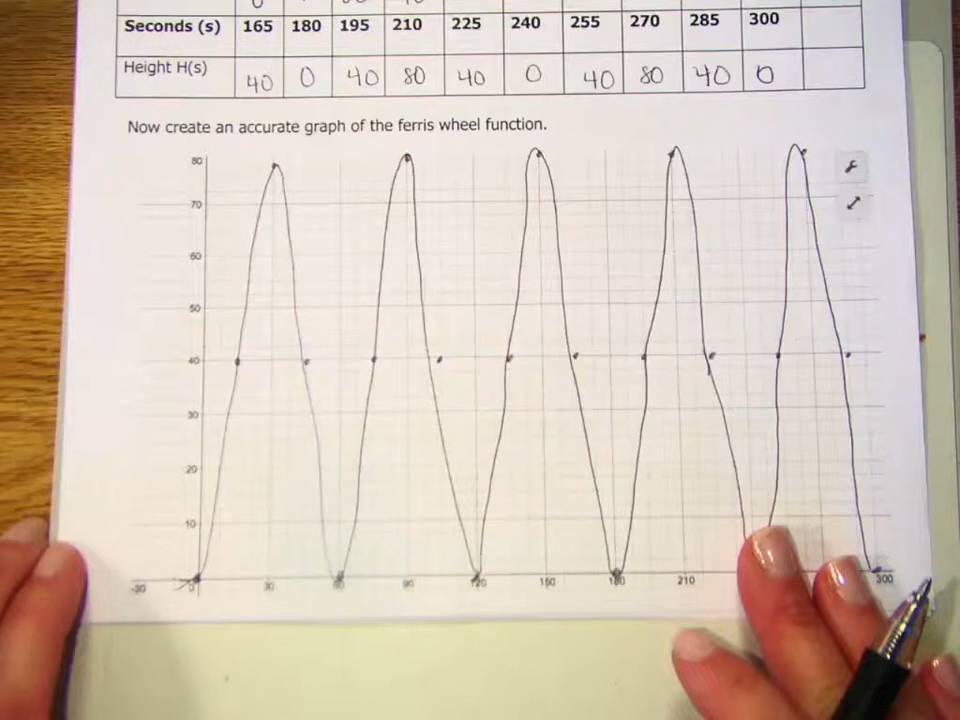 Seconds (s) 165 180 195 210 225 240 255 270 285 300
Height H(s) 40 0 40 80 40 0 40 80 40 0
Now create an accurate graph of the ferris wheel function.
80
70
60
50
40
30
20
10
-30 0 30 60 90 120 150 180 210 300